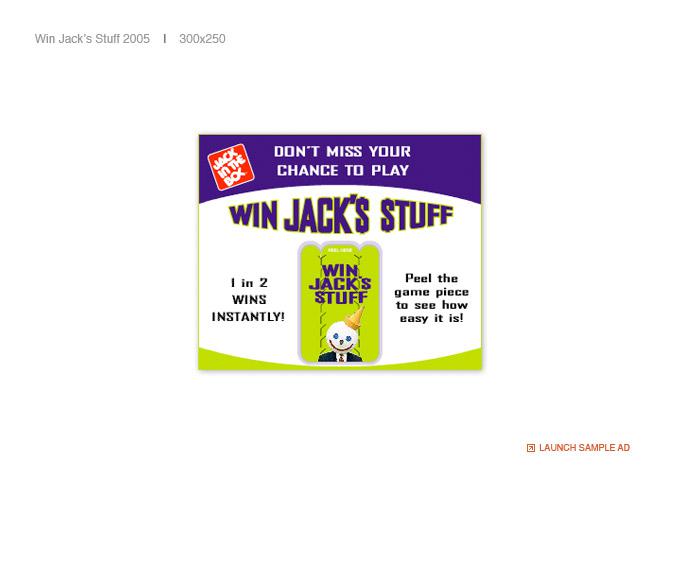 Win Jack's Stuff 2005 | 300x250
JACK
IN THE
BOX
DON'T MISS YOUR
CHANCE TO PLAY
WIN JACK'S STUFF
PEEL HERE
WIN
JACK'S
STUFF
1 in 2
WINS
INSTANTLY!
Peel the
game piece
to see how
easy it is!
LAUNCH SAMPLE AD